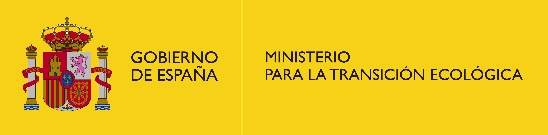 GOBIERNO
DE ESPAÑA
MINISTERIO
PARA LA TRANSICIÓN ECOLÓGICA